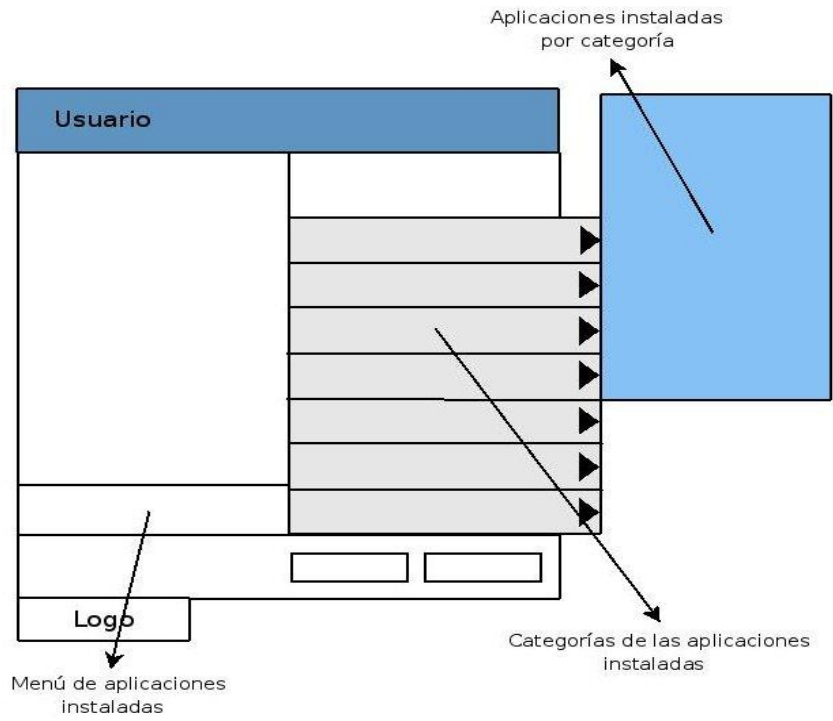 Aplicaciones instaladas
por categoría
Usuario
Logo
Categorías de las aplicaciones
instaladas
Menú de aplicaciones
instaladas